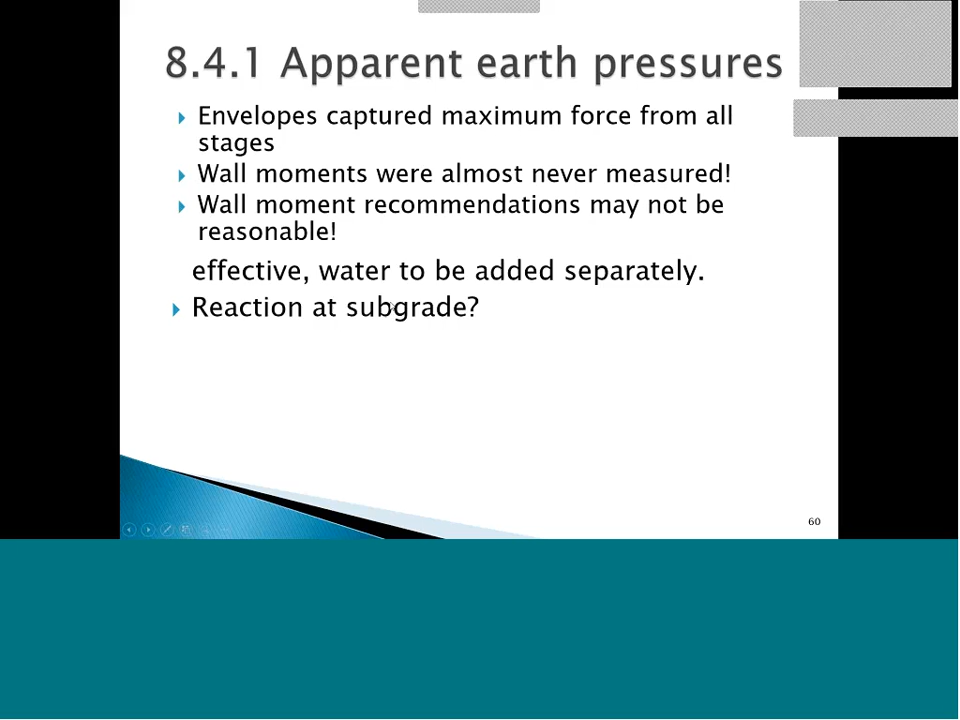 8.4.1 Apparent earth pressures
Envelopes captured maximum force from all
stages
Wall moments were almost never measured!
Wall moment recommendations may not be
reasonable!
effective, water to be added separately.
Reaction at subgrade?
60